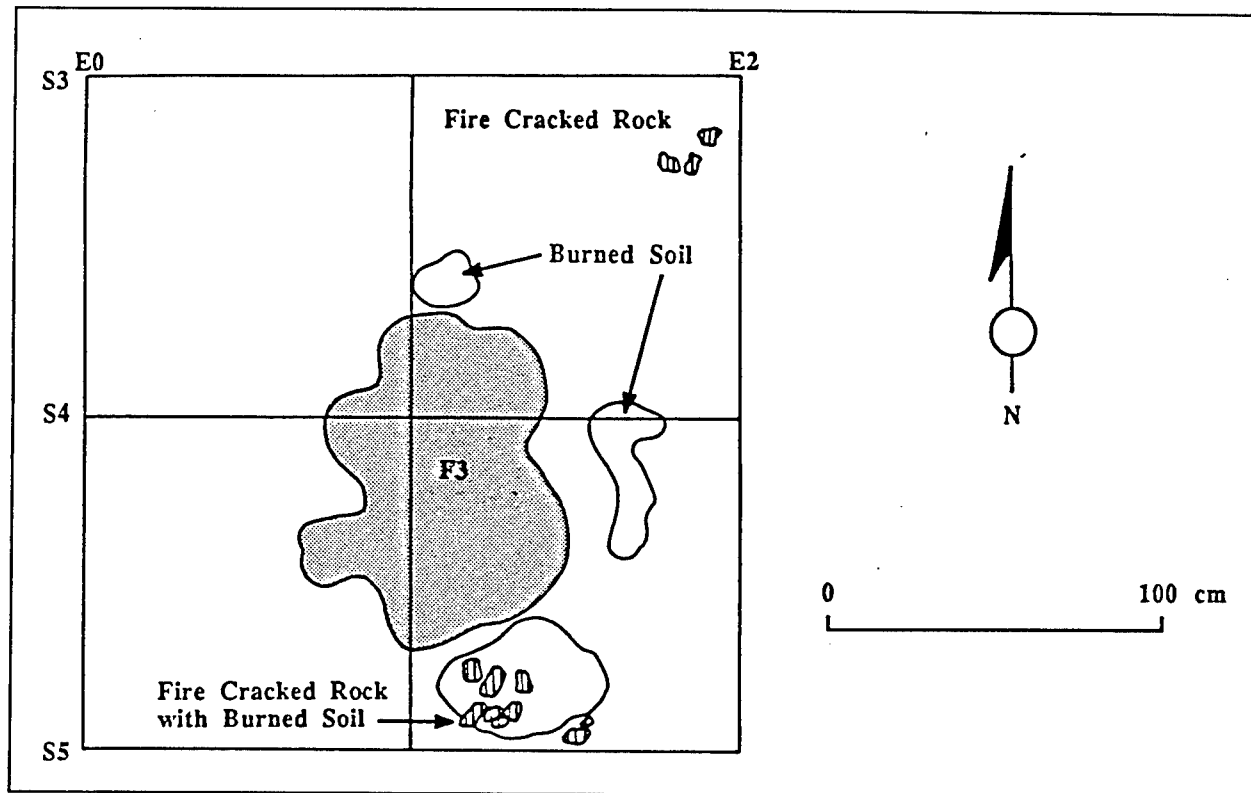 E0
E2
S3
Fire Cracked Rock
Burned Soil
S4
F3
N
0
100 cm
Fire Cracked Rock
with Burned Soil
S5